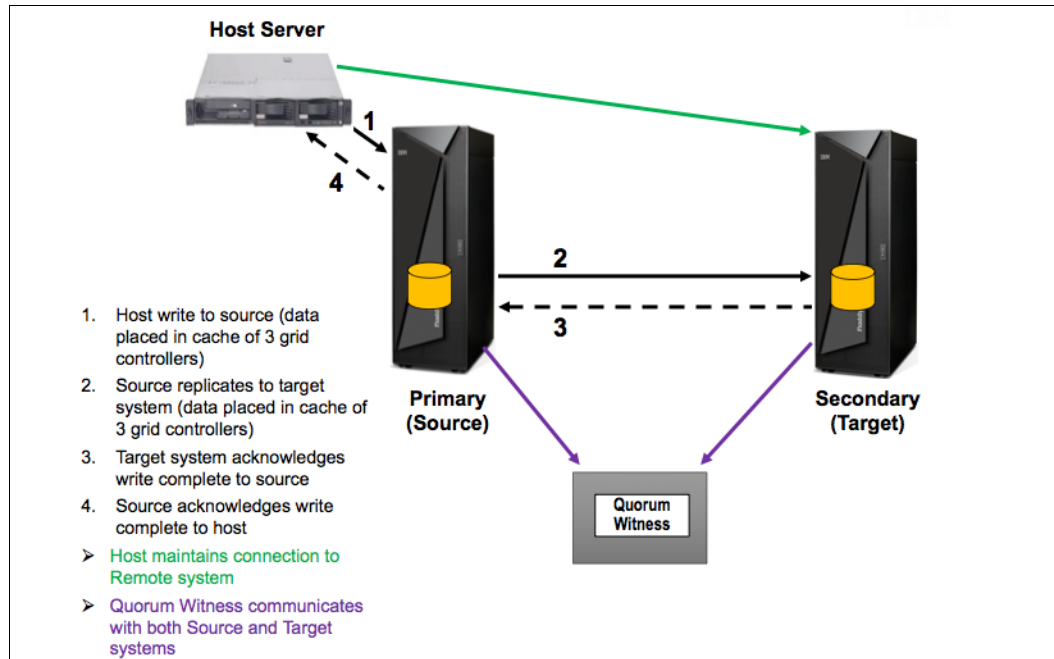 Host Server
1
4
IBM
IBM
2
3
Primary
(Source)
Secondary
(Target)
Quorum
Witness
1. Host write to source (data
placed in cache of 3 grid
controllers)
2. Source replicates to target
system (data placed in cache of
3 grid controllers)
3. Target system acknowledges
write complete to source
4. Source acknowledges write
complete to host
➢ Host maintains connection to
Remote system
➢ Quorum Witness communicates
with both Source and Target
systems